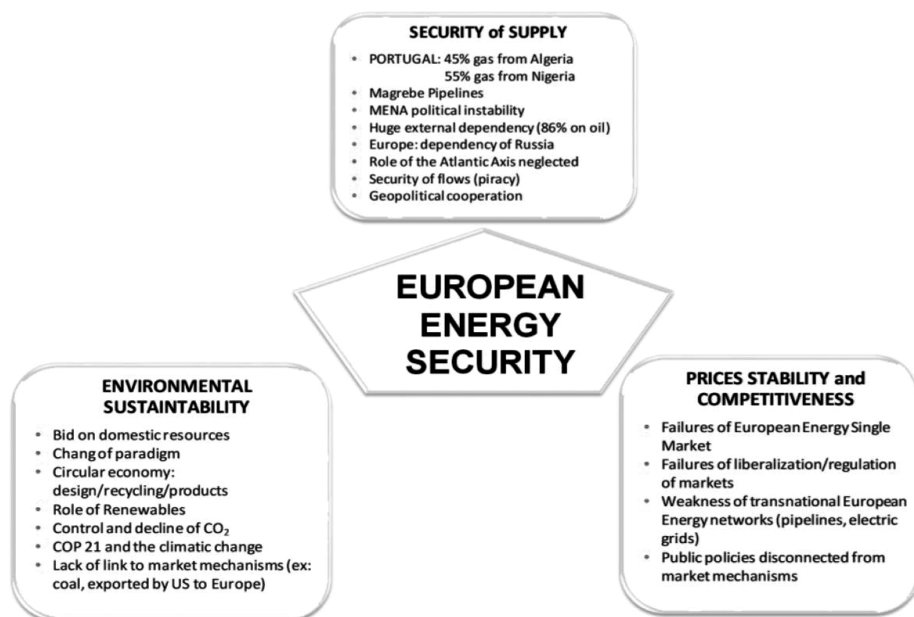 SECURITY of SUPPLY
• PORTUGAL: 45% gas from Algeria
55% gas from Nigeria
• Magrebe Pipelines
• MENA political instability
• Huge external dependency (86% on oil)
• Europe: dependency of Russia
• Role of the Atlantic Axis neglected
• Security of flows (piracy)
• Geopolitical cooperation
EUROPEAN
ENERGY
SECURITY
ENVIRONMENTAL
SUSTAINTABILITY
• Bid on domestic resources
• Chang of paradigm
• Circular economy:
design/recycling/products
• Role of Renewables
• Control and decline of CO₂
• COP 21 and the climatic change
• Lack of link to market mechanisms (ex:
coal, exported by US to Europe)
PRICES STABILITY and
COMPETITIVENESS
• Failures of European Energy Single
Market
• Failures of liberalization/regulation
of markets
• Weakness of transnational European
Energy networks (pipelines, electric
grids)
• Public policies disconnected from
market mechanisms